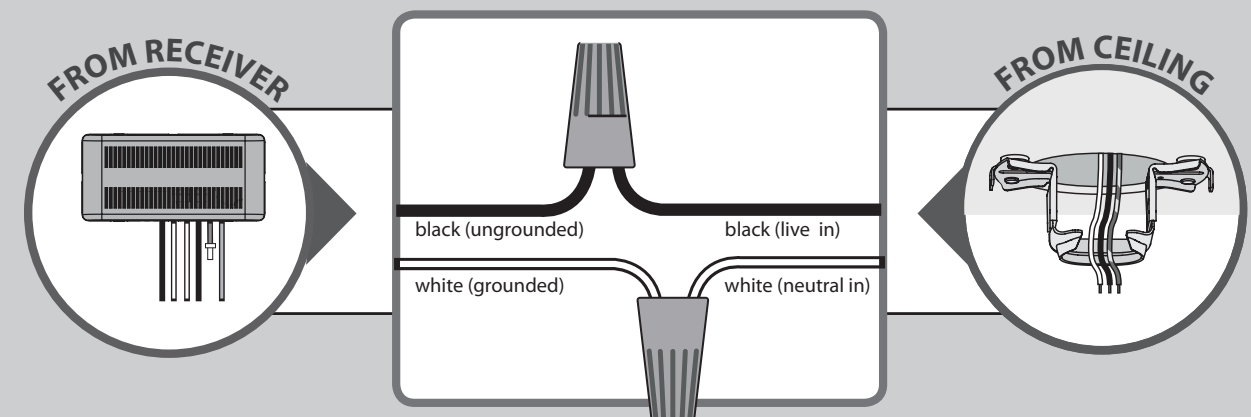 FROM RECEIVER
FROM CEILING
black (ungrounded)
black (live in)
white (grounded)
white (neutral in)